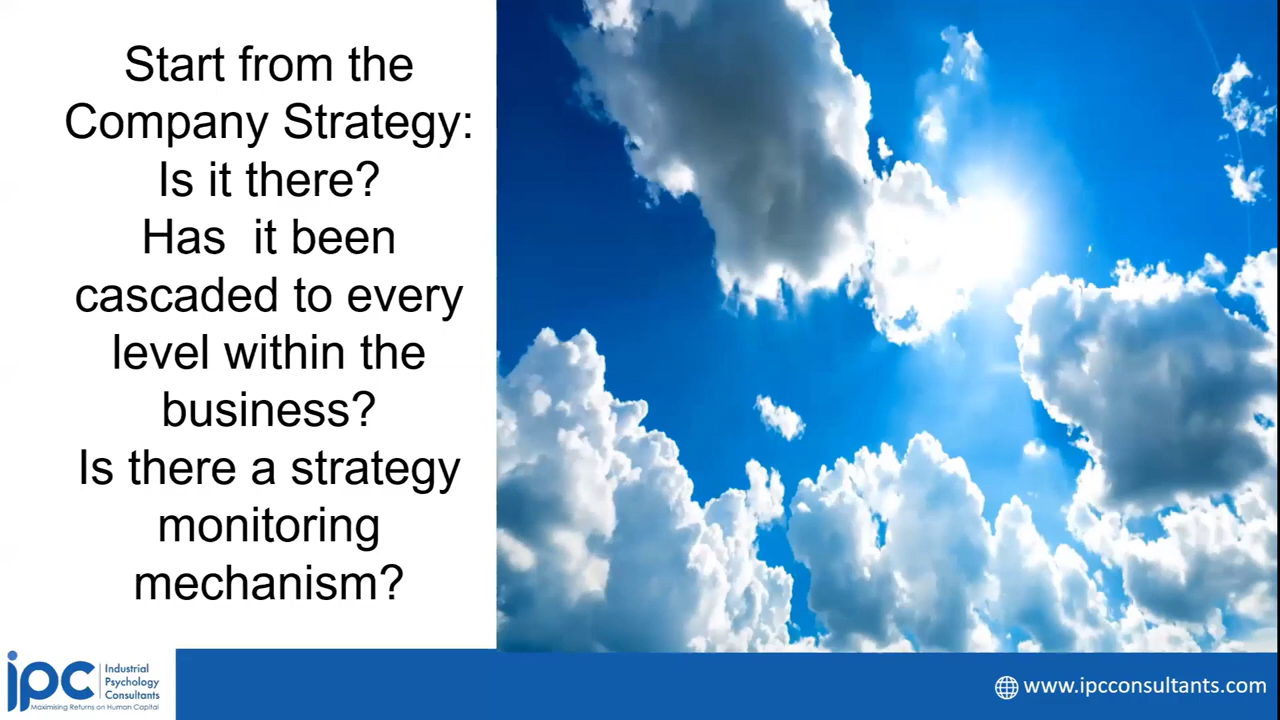 Start from the
Company Strategy:
Is it there?
Has  it been
cascaded to every
level within the
business?
Is there a strategy
monitoring
mechanism?
ipc
Industrial
Psychology
Consultants
Maximising Returns on Human Capital
www.ipcconsultants.com